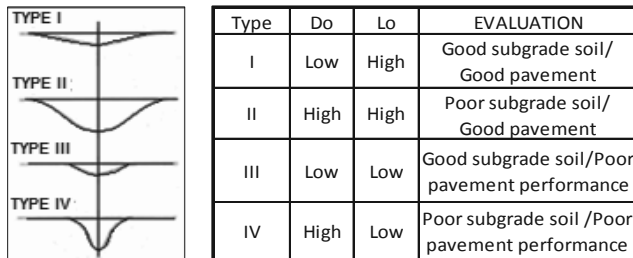 TYPE I
TYPE II
TYPE III
TYPE IV
Type Do Lo EVALUATION
I Low High Good subgrade soil/
Good pavement
II High High Poor subgrade soil/
Good pavement
III Low Low Good subgrade soil/Poor
pavement performance
IV High Low Poor subgrade soil /Poor
pavement performance